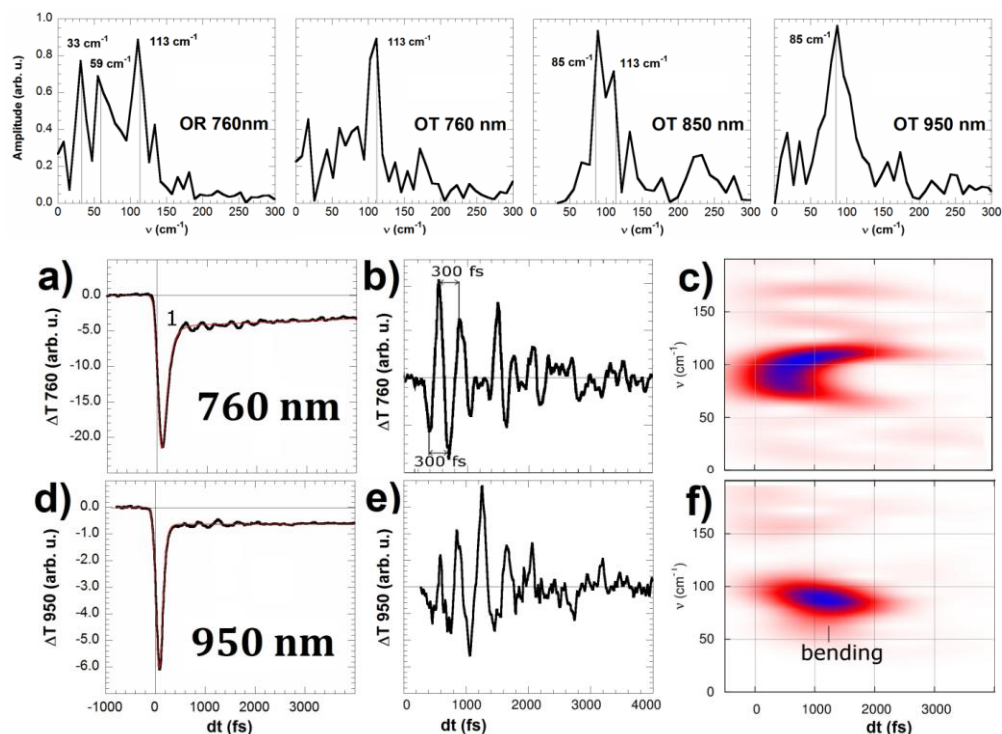 33 cm⁻¹
59 cm⁻¹
113 cm⁻¹
OR 760nm
Amplitude (arb. u.)
1.0
0.8
0.6
0.4
0.2
0.0
0 50 100 150 200 250 300
ν (cm⁻¹)
113 cm⁻¹
OT 760 nm
0 50 100 150 200 250 300
ν (cm⁻¹)
85 cm⁻¹
113 cm⁻¹
OT 850 nm
0 50 100 150 200 250 300
ν (cm⁻¹)
85 cm⁻¹
OT 950 nm
0 50 100 150 200 250 300
ν (cm⁻¹)
a)
ΔT 760 (arb. u.)
0.0
-5.0
-10.0
-15.0
-20.0
1
760 nm
b)
ΔT 760 (arb. u.)
300 fs
300 fs
c)
ν (cm⁻¹)
150
100
50
0
d)
ΔT 950 (arb. u.)
0.0
-1.0
-2.0
-3.0
-4.0
-5.0
-6.0
950 nm
-1000 0 1000 2000 3000
dt (fs)
e)
ΔT 950 (arb. u.)
0 1000 2000 3000 4000
dt (fs)
f)
ν (cm⁻¹)
150
100
50
0
bending
0 1000 2000 3000
dt (fs)